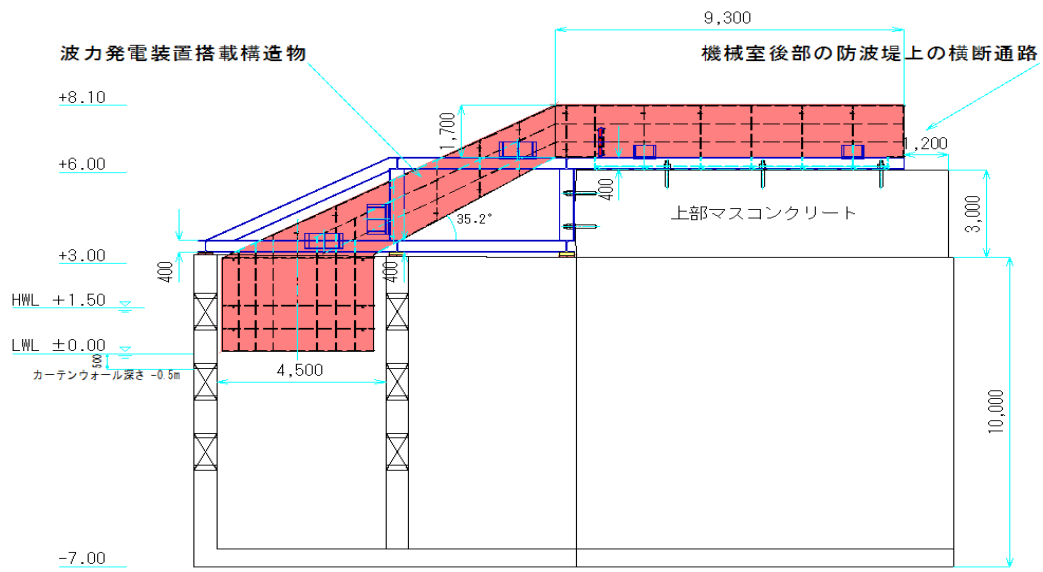 9,300
波力発電装置搭載構造物
機械室後部の防波堤上の横断通路
+8.10
1,700
1,200
+6.00
400
35.2°
上部マスコンクリート
3,000
+3.00
400
400
HWL +1.50
LWL ±0.00
500
カーテンウォール深さ -0.5m
4,500
10,000
-7.00